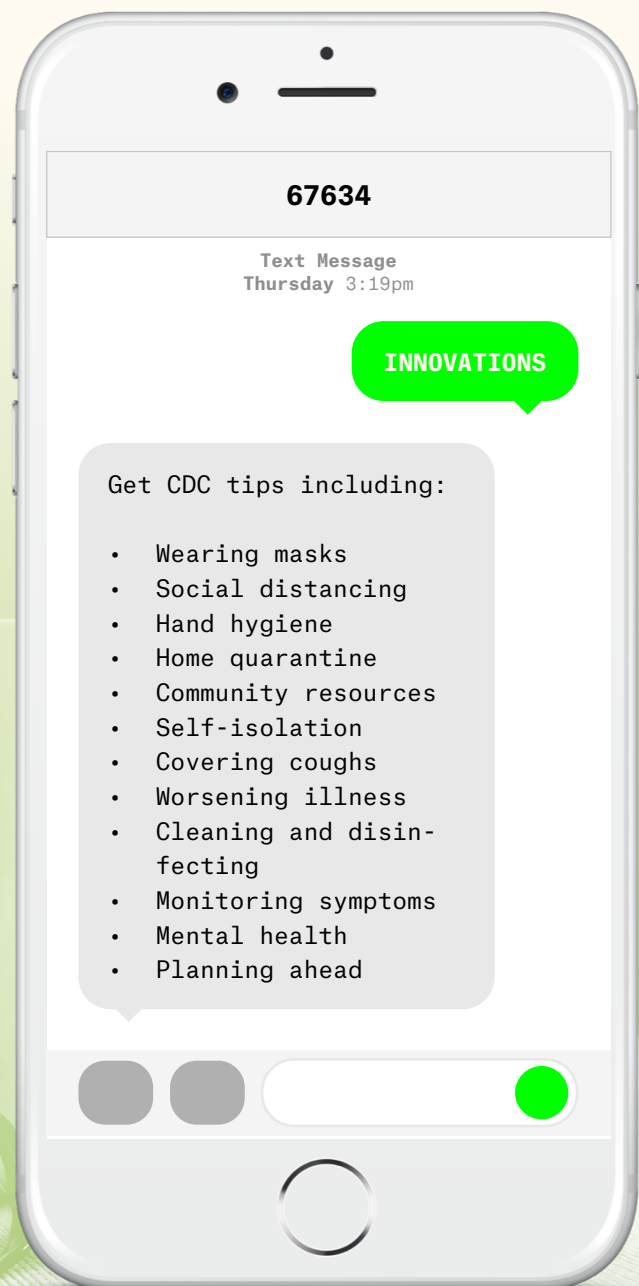 67634
Text Message
Thursday 3:19pm
INNOVATIONS
Get CDC tips including:
• Wearing masks
• Social distancing
• Hand hygiene
• Home quarantine
• Community resources
• Self-isolation
• Covering coughs
• Worsening illness
• Cleaning and disin-
fecting
• Monitoring symptoms
• Mental health
• Planning ahead